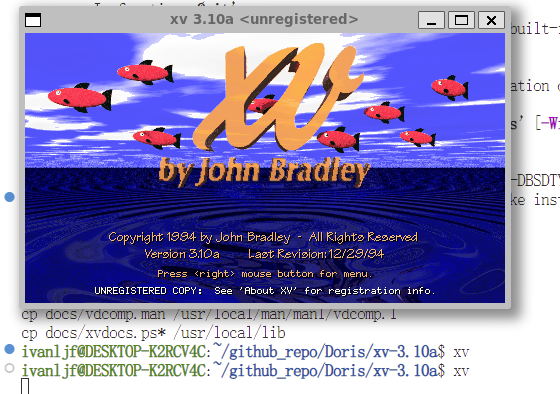 xv 3.10a <unregistered>
built-
xv
by John Bradley
ation
s' [-W
-DBSDTY
ke inst
Copyright 1994 by John Bradley - All Rights Reserved
Version 3.10a Last Revision: 12/29/94
Press <right> mouse button for menu.
UNREGISTERED COPY: See 'About XV' for registration info.
cp docs/vdcomp.man /usr/local/man/man1/vdcomp.1
cp docs/xvdocs.ps* /usr/local/lib
ivanljf@DESKTOP-K2RCV4C:~/github_repo/Doris/xv-3.10a$ xv
ivanljf@DESKTOP-K2RCV4C:~/github_repo/Doris/xv-3.10a$ xv